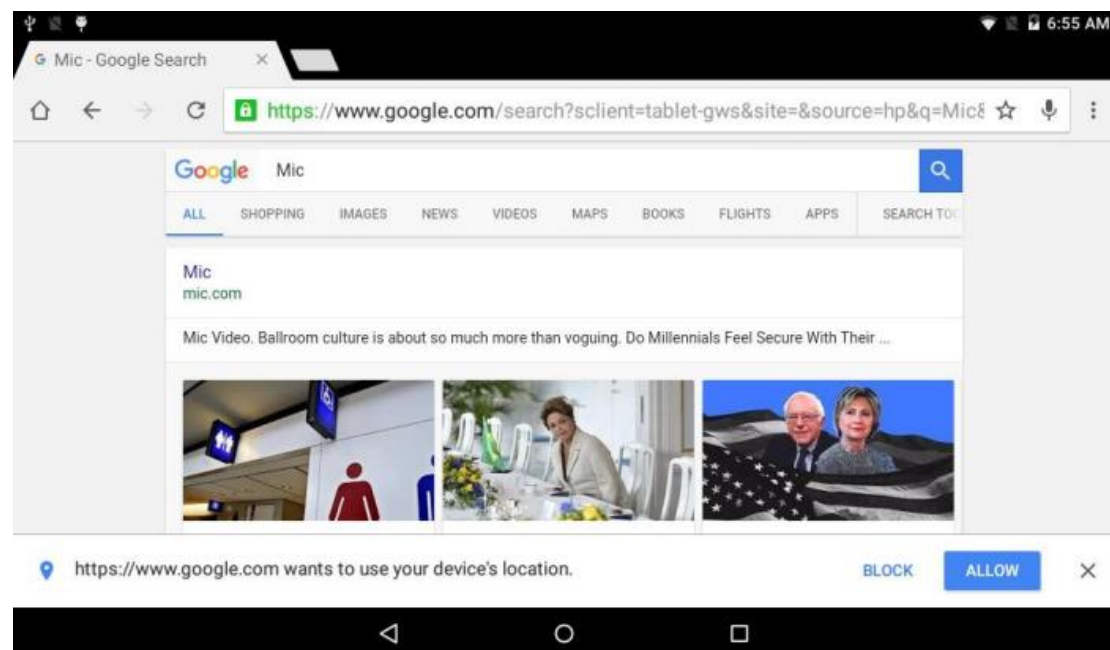 6:55 AM
Mic - Google Search
https://www.google.com/search?sclient=tablet-gws&site=&source=hp&q=Mic&
Google Mic
ALL SHOPPING IMAGES NEWS VIDEOS MAPS BOOKS FLIGHTS APPS SEARCH TOO
Mic
mic.com
Mic Video. Ballroom culture is about so much more than voguing. Do Millennials Feel Secure With Their ...
https://www.google.com wants to use your device's location. BLOCK ALLOW